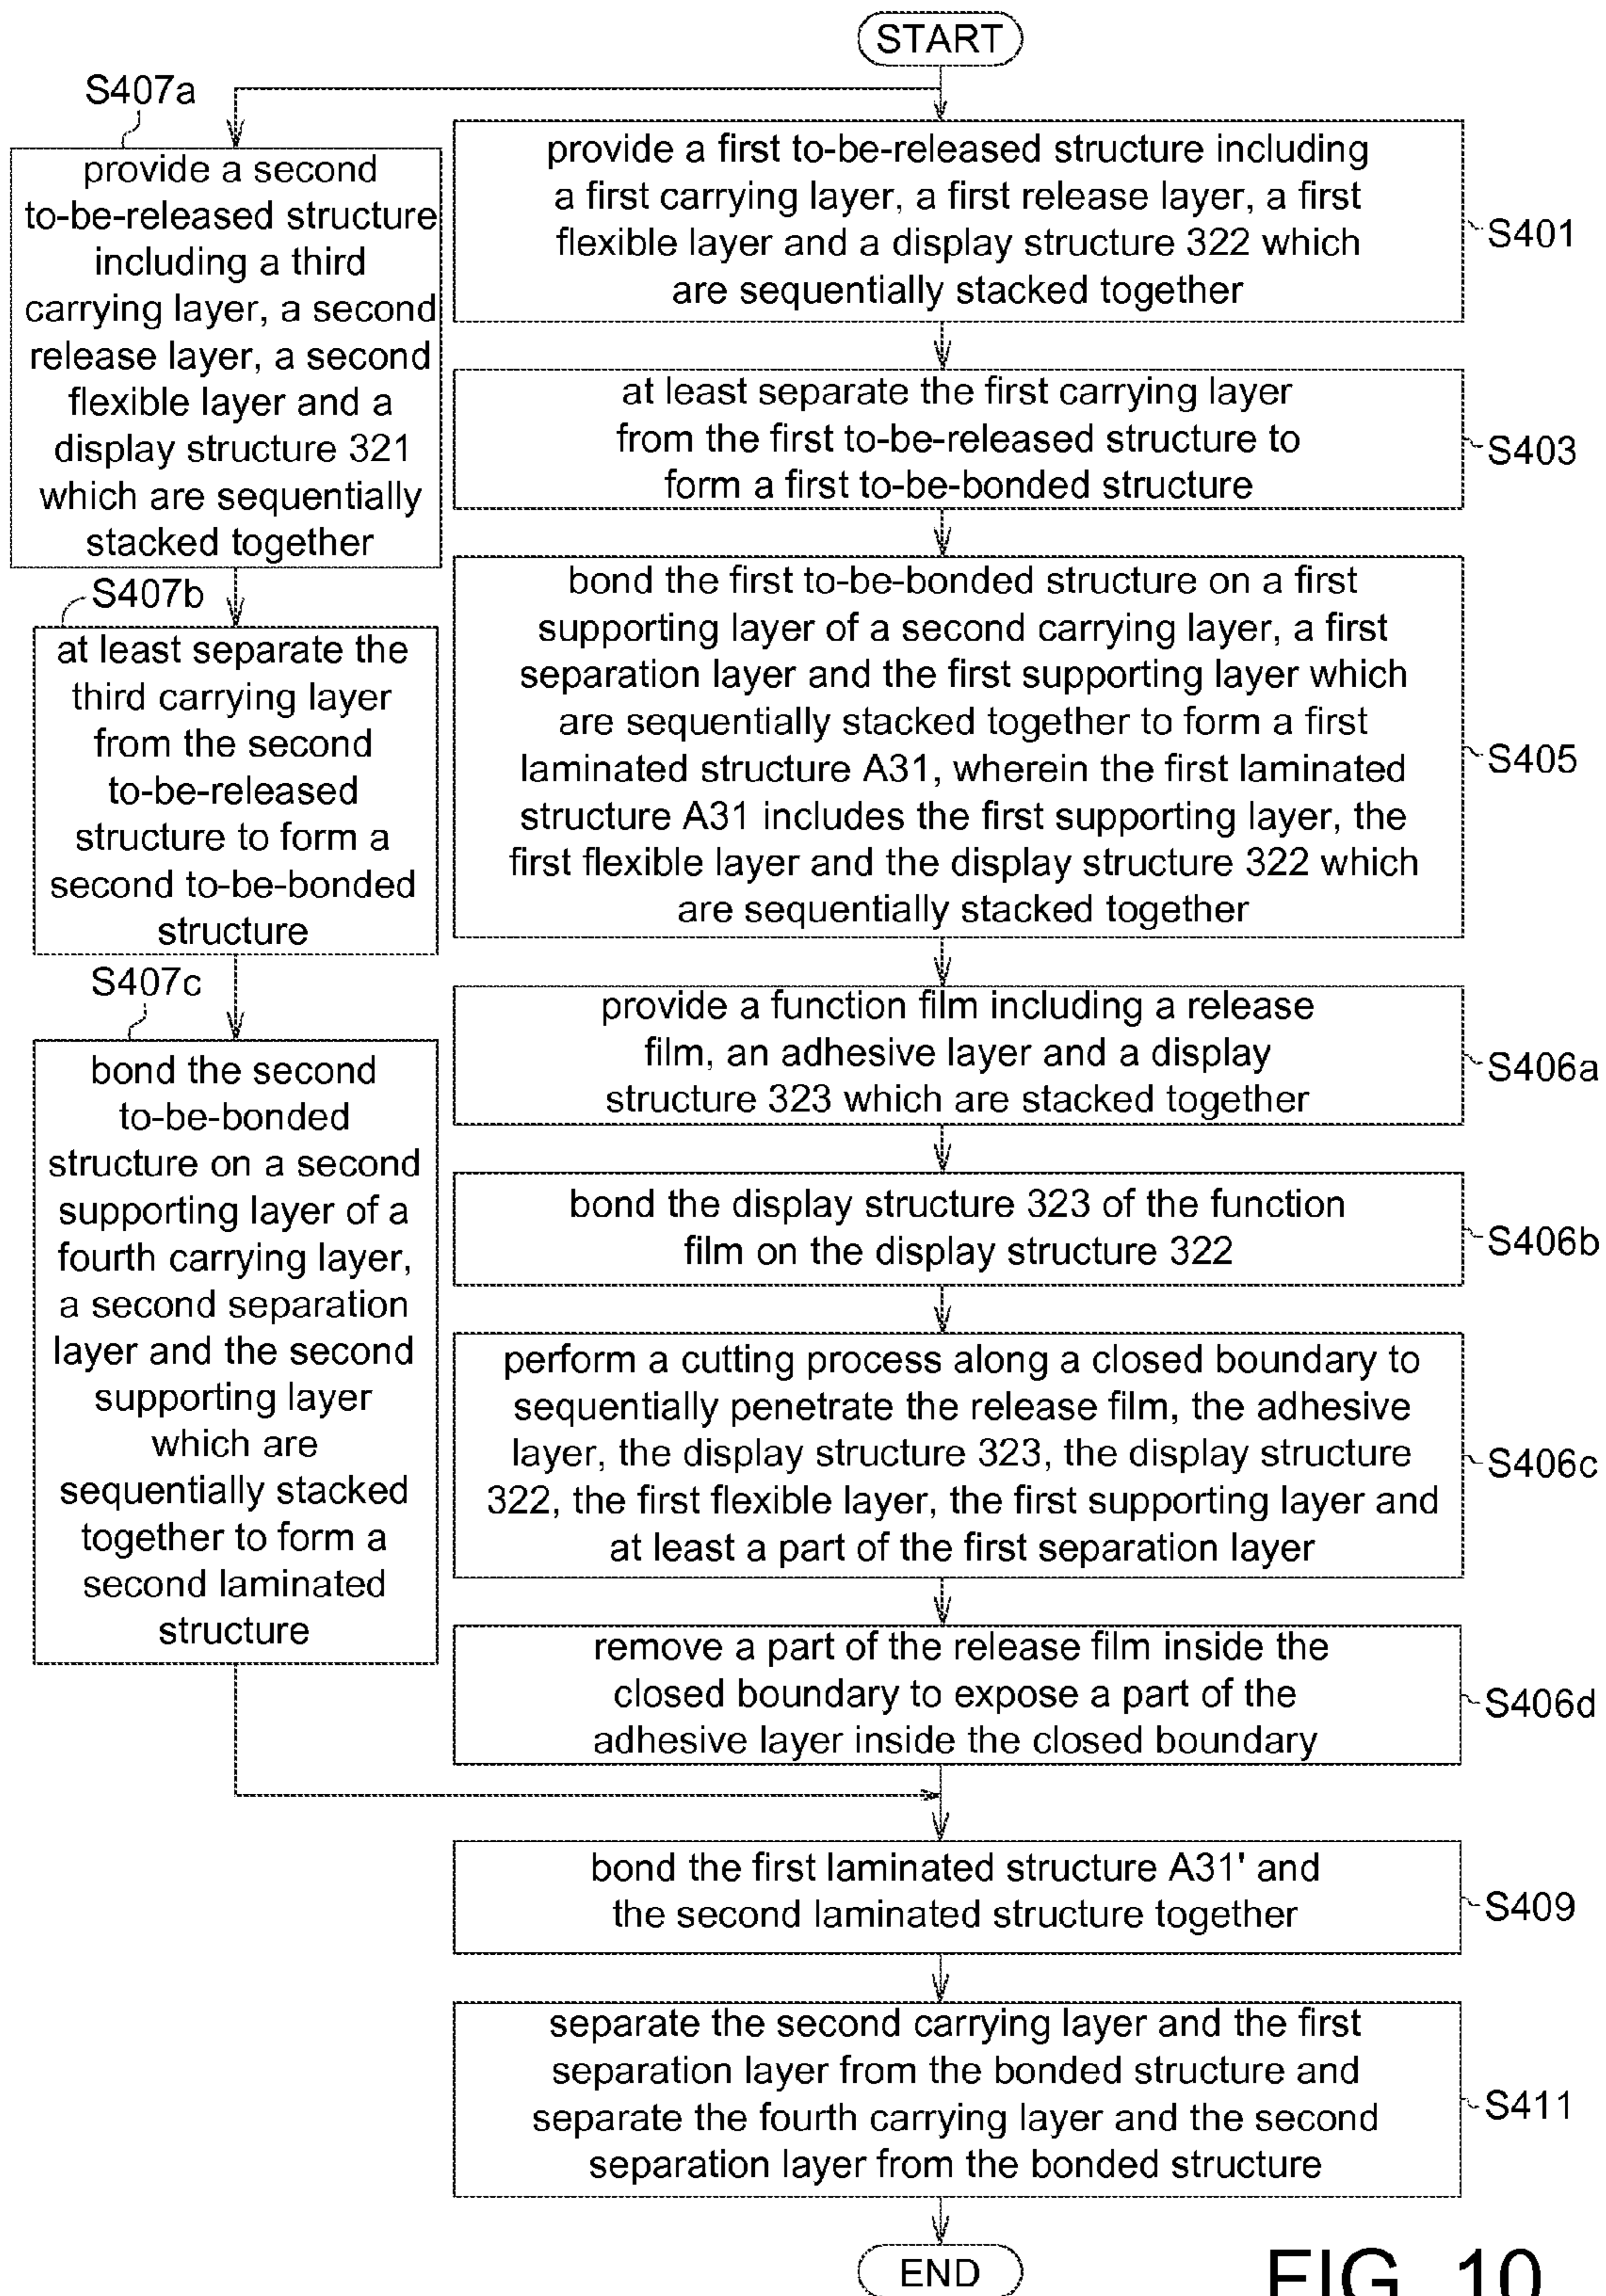 START
S407a
provide a second
to-be-released structure
including a third
carrying layer, a second
release layer, a second
flexible layer and a
display structure 321
which are sequentially
stacked together
S407b
at least separate the
third carrying layer
from the second
to-be-released
structure to form a
second to-be-bonded
structure
S407c
bond the second
to-be-bonded
structure on a second
supporting layer of a
fourth carrying layer,
a second separation
layer and the second
supporting layer
which are
sequentially stacked
together to form a
second laminated
structure
provide a first to-be-released structure including
a first carrying layer, a first release layer, a first
flexible layer and a display structure 322 which
are sequentially stacked together
S401
at least separate the first carrying layer
from the first to-be-released structure to
form a first to-be-bonded structure
S403
bond the first to-be-bonded structure on a first
supporting layer of a second carrying layer, a first
separation layer and the first supporting layer which
are sequentially stacked together to form a first
laminated structure A31, wherein the first laminated
structure A31 includes the first supporting layer, the
first flexible layer and the display structure 322 which
are sequentially stacked together
S405
provide a function film including a release
film, an adhesive layer and a display
structure 323 which are stacked together
S406a
bond the display structure 323 of the function
film on the display structure 322
S406b
perform a cutting process along a closed boundary to
sequentially penetrate the release film, the adhesive
layer, the display structure 323, the display structure
322, the first flexible layer, the first supporting layer and
at least a part of the first separation layer
S406c
remove a part of the release film inside the
closed boundary to expose a part of the
adhesive layer inside the closed boundary
S406d
bond the first laminated structure A31' and
the second laminated structure together
S409
separate the second carrying layer and the first
separation layer from the bonded structure and
separate the fourth carrying layer and the second
separation layer from the bonded structure
S411
END
FIG. 10